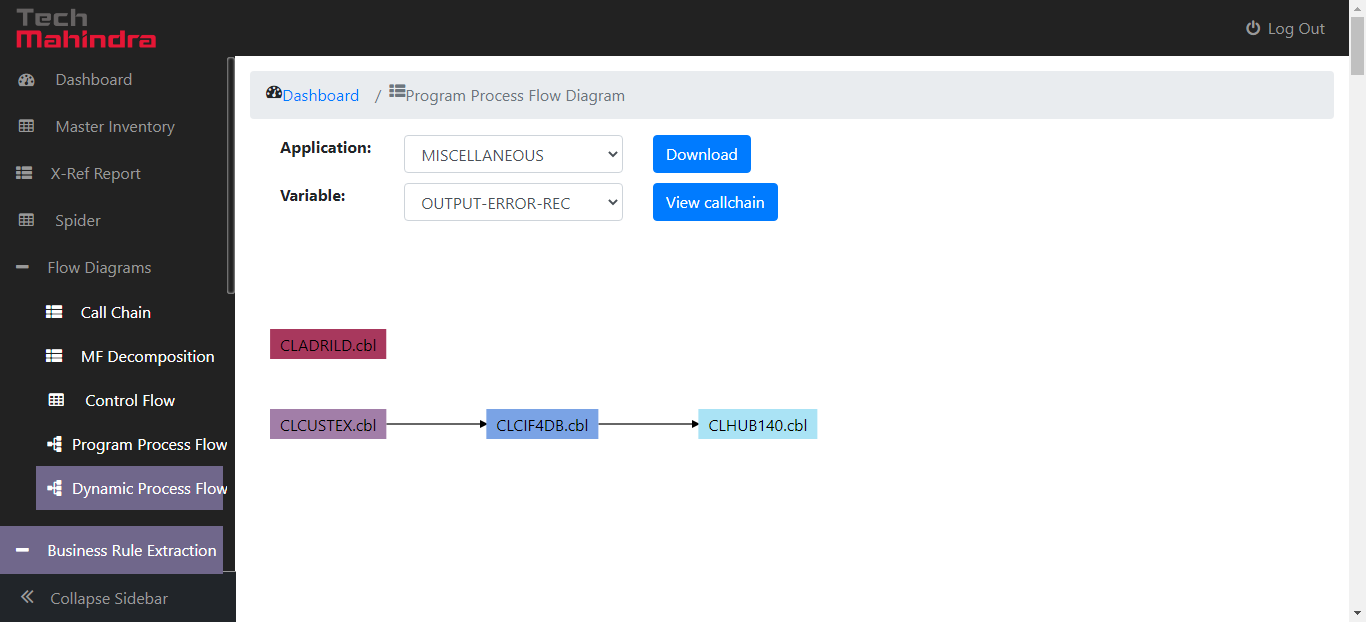 Tech
Mahindra
Log Out
Dashboard
Master Inventory
X-Ref Report
Spider
Flow Diagrams
Call Chain
MF Decomposition
Control Flow
Program Process Flow
Dynamic Process Flow
Business Rule Extraction
Collapse Sidebar
Dashboard / Program Process Flow Diagram
Application: MISCELLANEOUS Download
Variable: OUTPUT-ERROR-REC View callchain
CLADRILD.cbl
CLCUSTEX.cbl CLCIF4DB.cbl CLHUB140.cbl